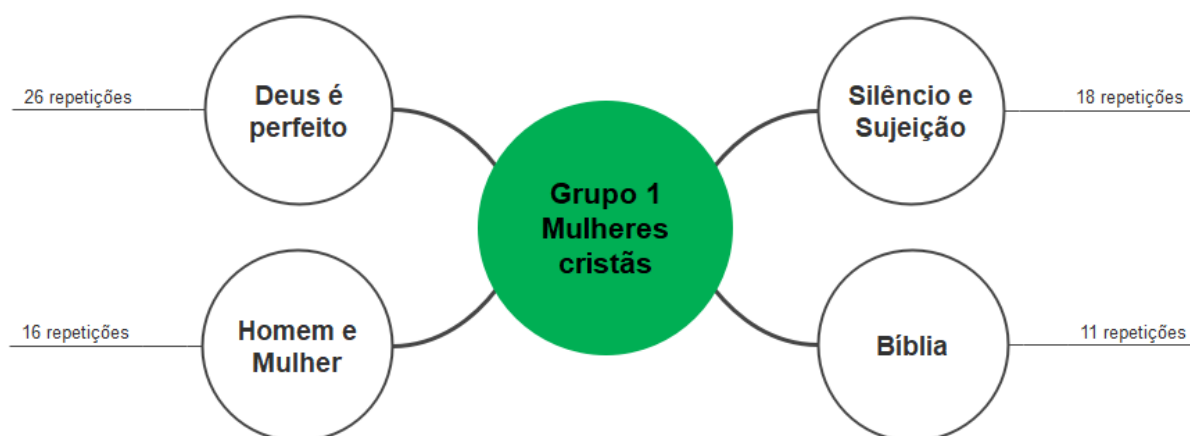 26 repetições
Deus é
perfeito
Silêncio e
Sujeição
18 repetições
Grupo 1
Mulheres
cristãs
16 repetições
Homem e
Mulher
Bíblia
11 repetições